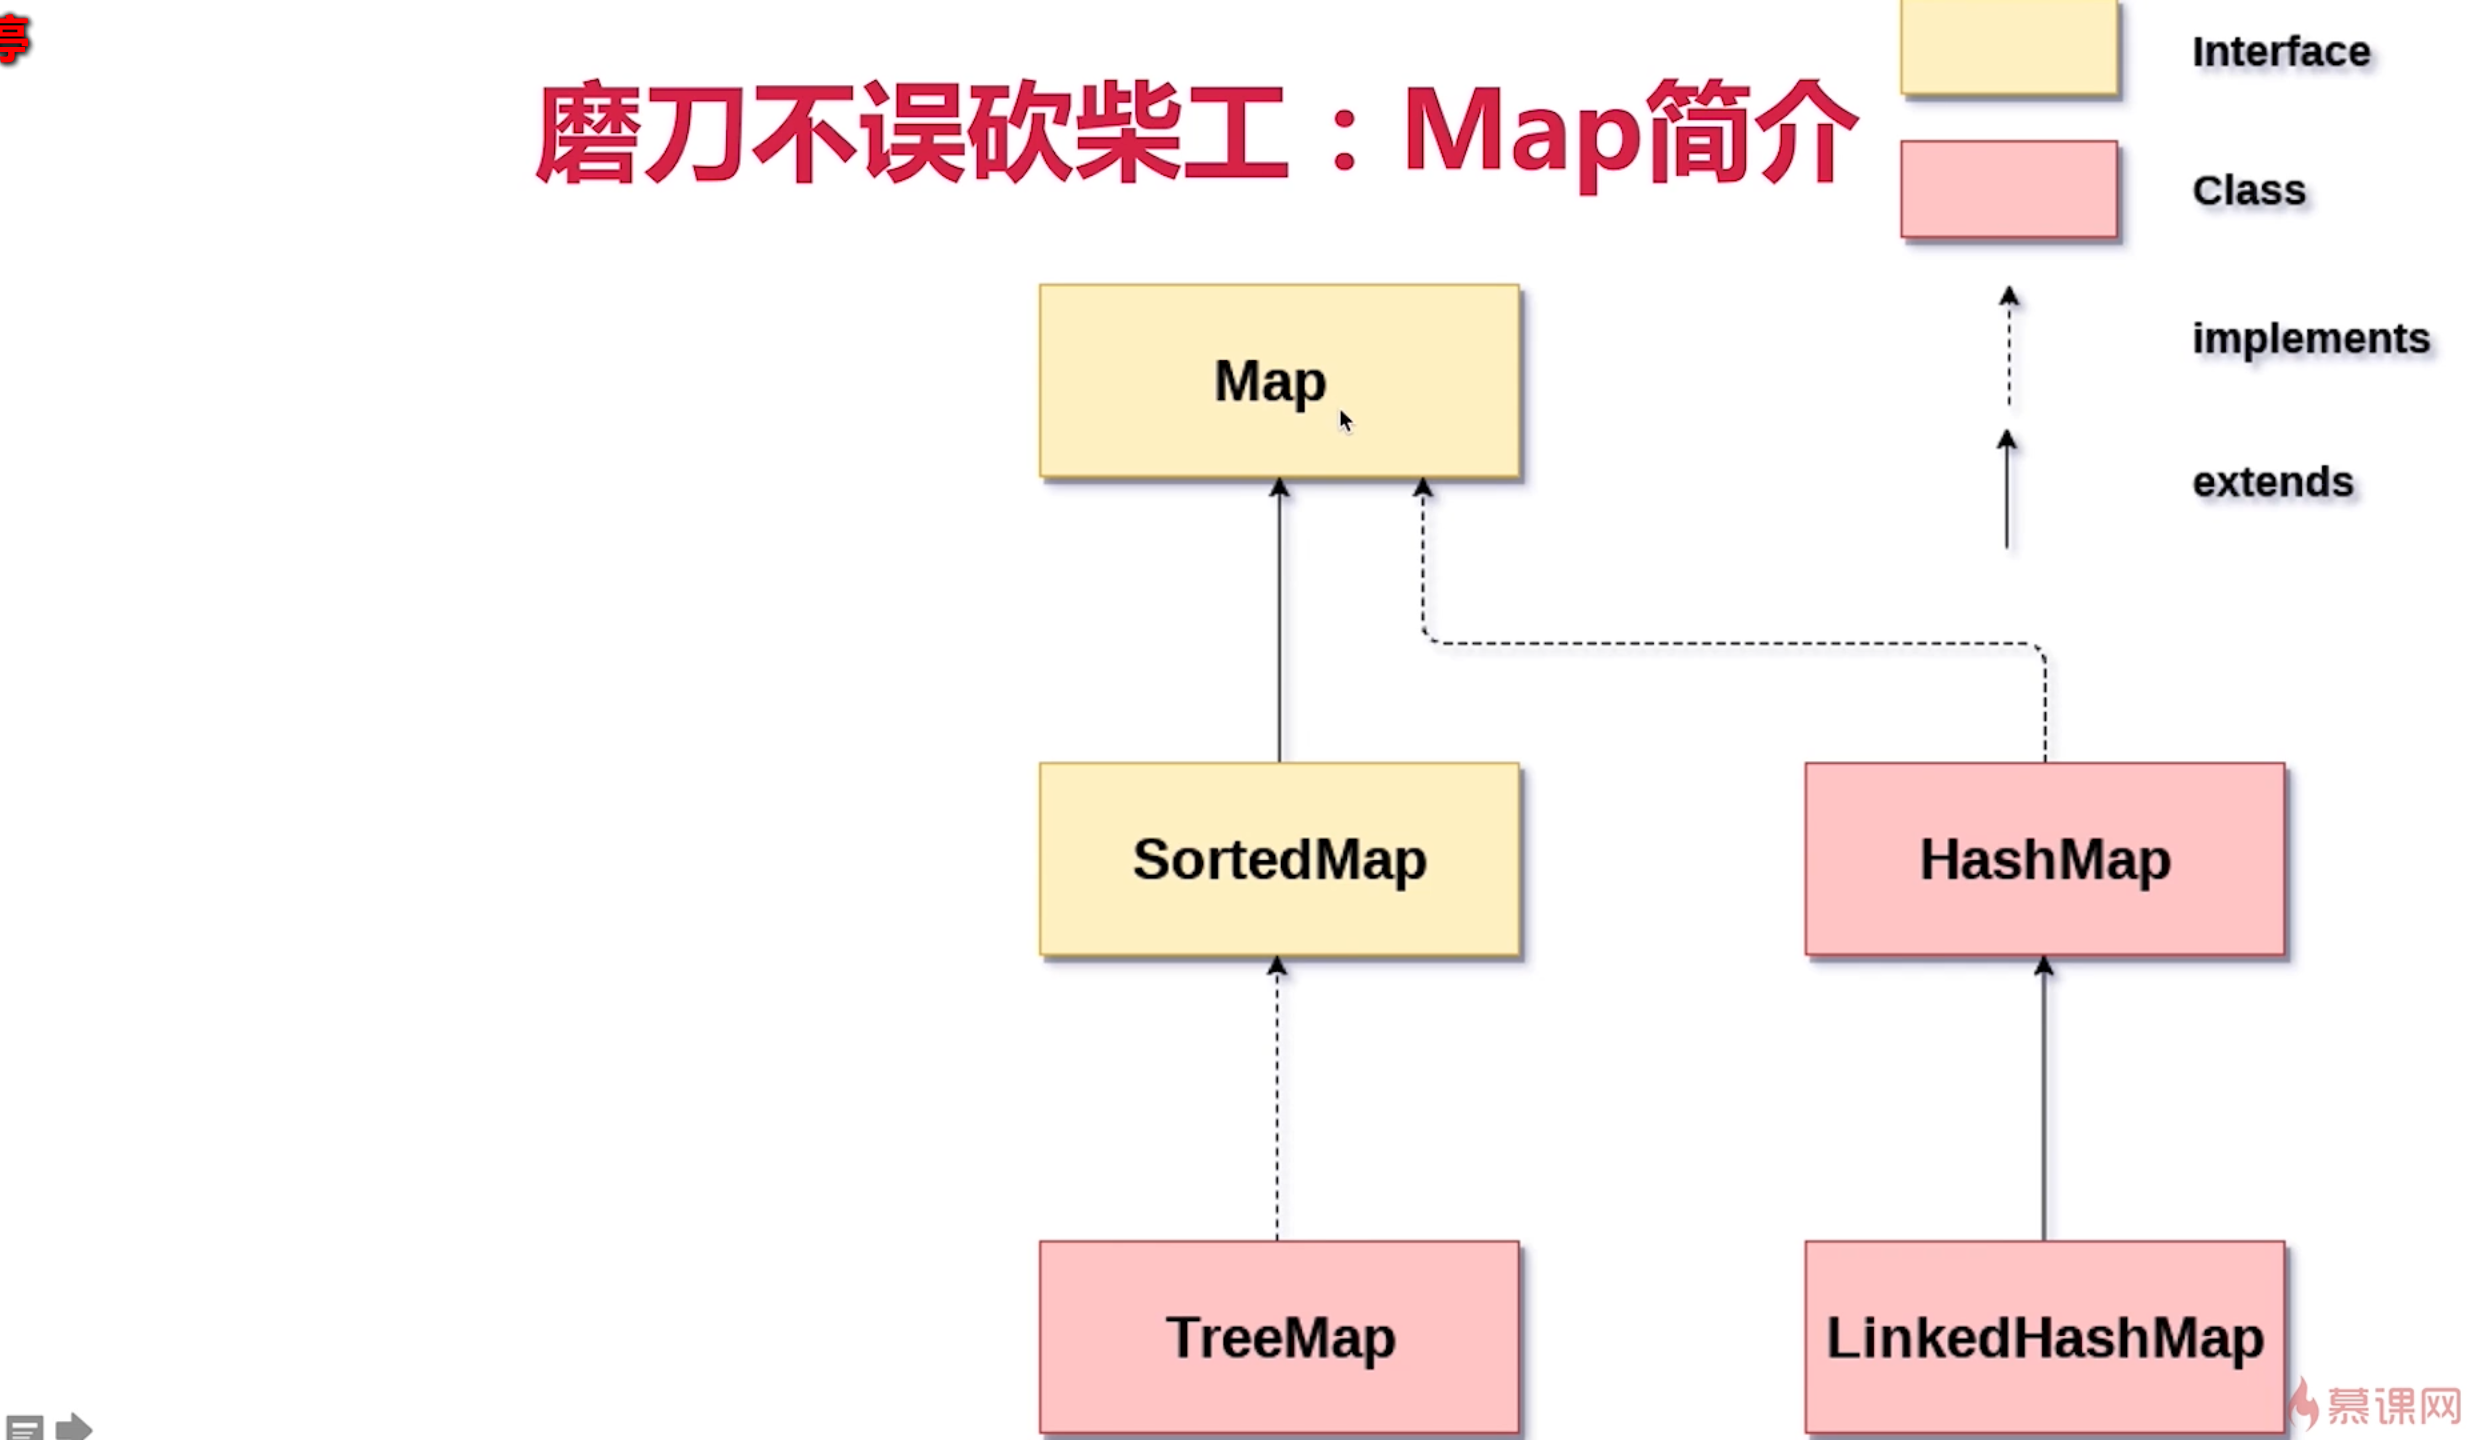 亭
磨刀不误砍柴工：Map简介
Interface
Class
implements
extends
Map
SortedMap
HashMap
TreeMap
LinkedHashMap
慕课网